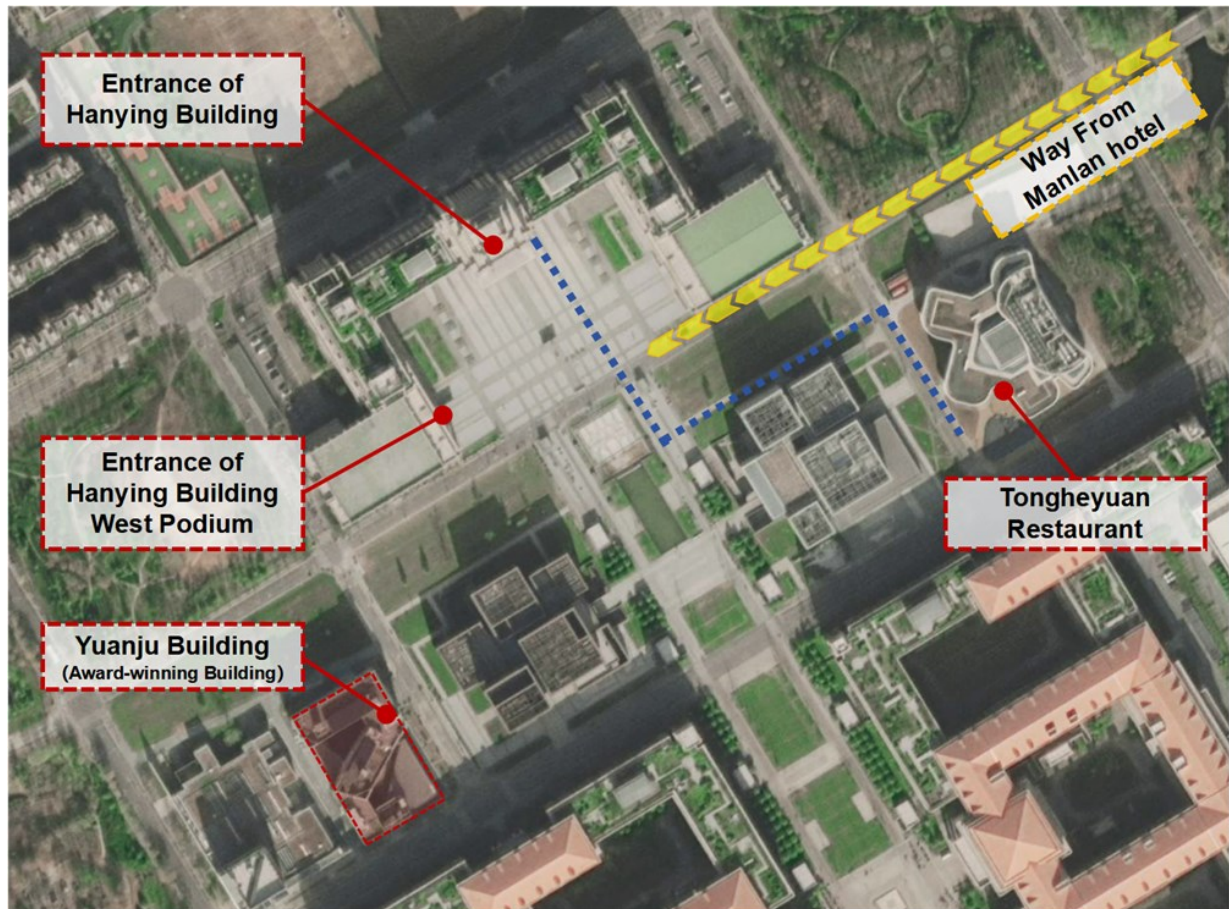 Entrance of
Hanying Building
Way From
Manlan hotel
Entrance of
Hanying Building
West Podium
Tongheyuan
Restaurant
Yuanju Building
(Award-winning Building)